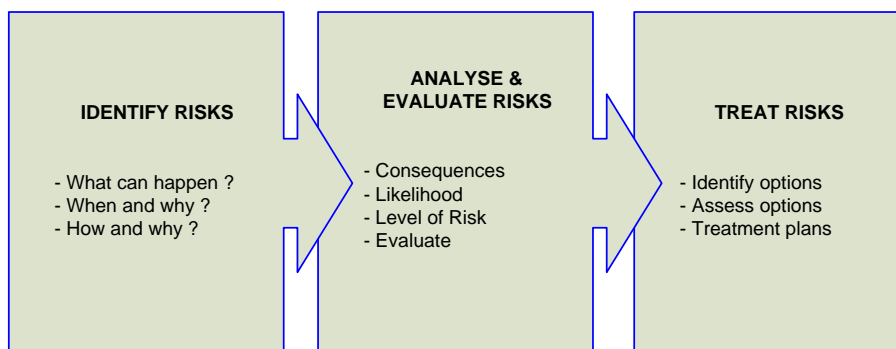 IDENTIFY RISKS
- What can happen ?
- When and why ?
- How and why ?
ANALYSE &
EVALUATE RISKS
- Consequences
- Likelihood
- Level of Risk
- Evaluate
TREAT RISKS
- Identify options
- Assess options
- Treatment plans